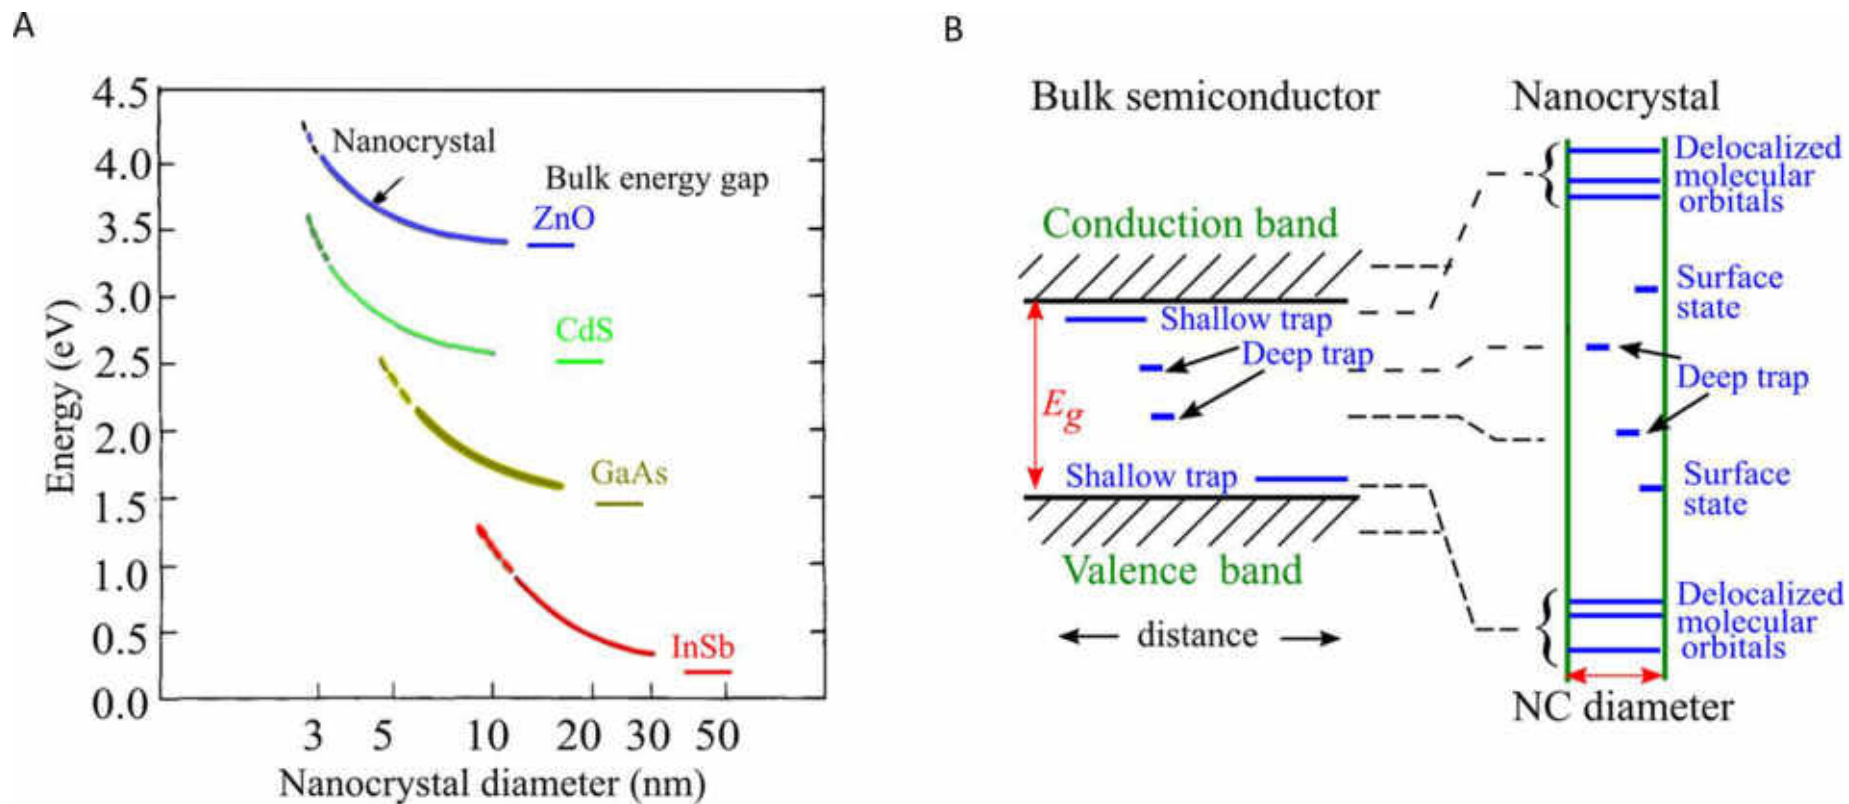 A
4.5
4.0
3.5
3.0
2.5
2.0
1.5
1.0
0.5
0.0
Energy (eV)
Nanocrystal
Bulk energy gap
ZnO
CdS
GaAs
InSb
3 5 10 20 30 50
Nanocrystal diameter (nm)
B
Bulk semiconductor
Conduction band
Shallow trap
Deep trap
Eg
Shallow trap
Valence band
distance
Nanocrystal
Delocalized
molecular
orbitals
Surface
state
Deep trap
Surface
state
Delocalized
molecular
orbitals
NC diameter